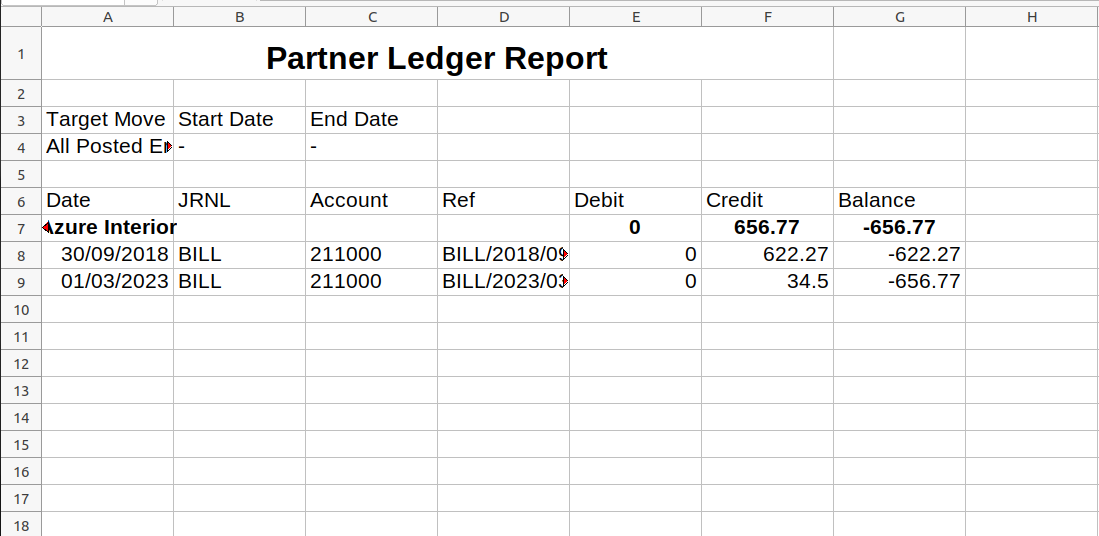 A B C D E F G H
1 Partner Ledger Report
2
3 Target Move Start Date End Date
4 All Posted - -
5
6 Date JRNL Account Ref Debit Credit Balance
7 Azure Interior 0 656.77 -656.77
8 30/09/2018 BILL 211000 BILL/2018/09 0 622.27 -622.27
9 01/03/2023 BILL 211000 BILL/2023/03 0 34.5 -656.77
10
11
12
13
14
15
16
17
18